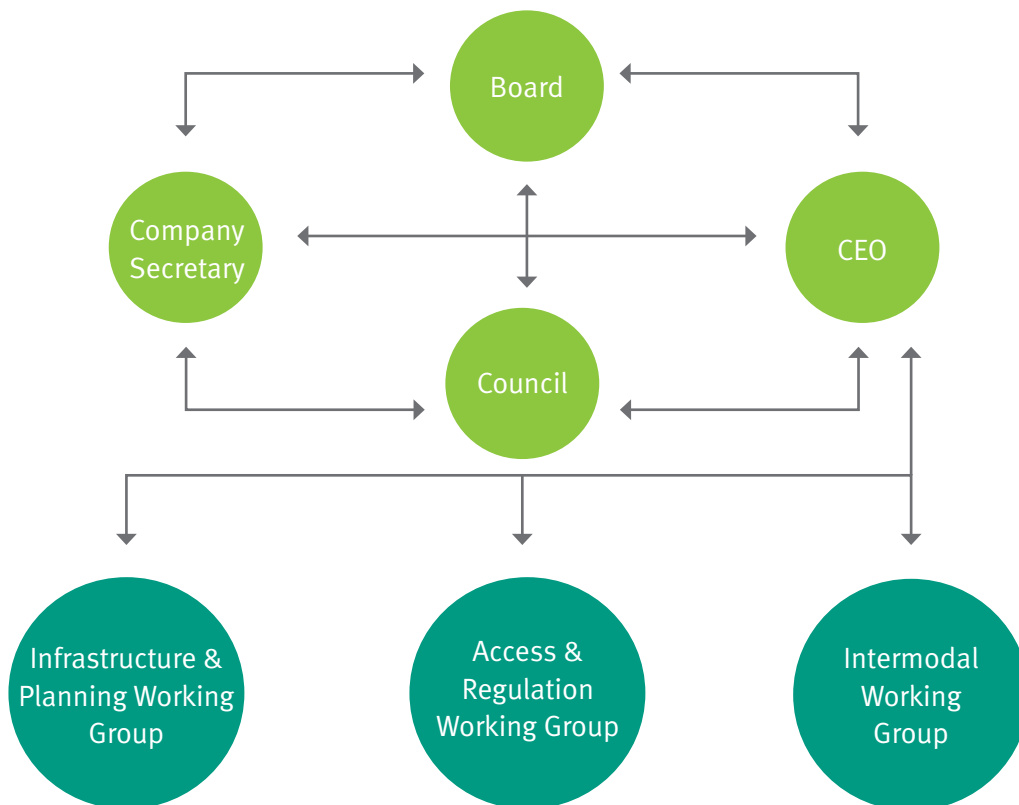 Board
Company
Secretary
CEO
Council
Infrastructure &
Planning Working
Group
Access &
Regulation
Working Group
Intermodal
Working
Group